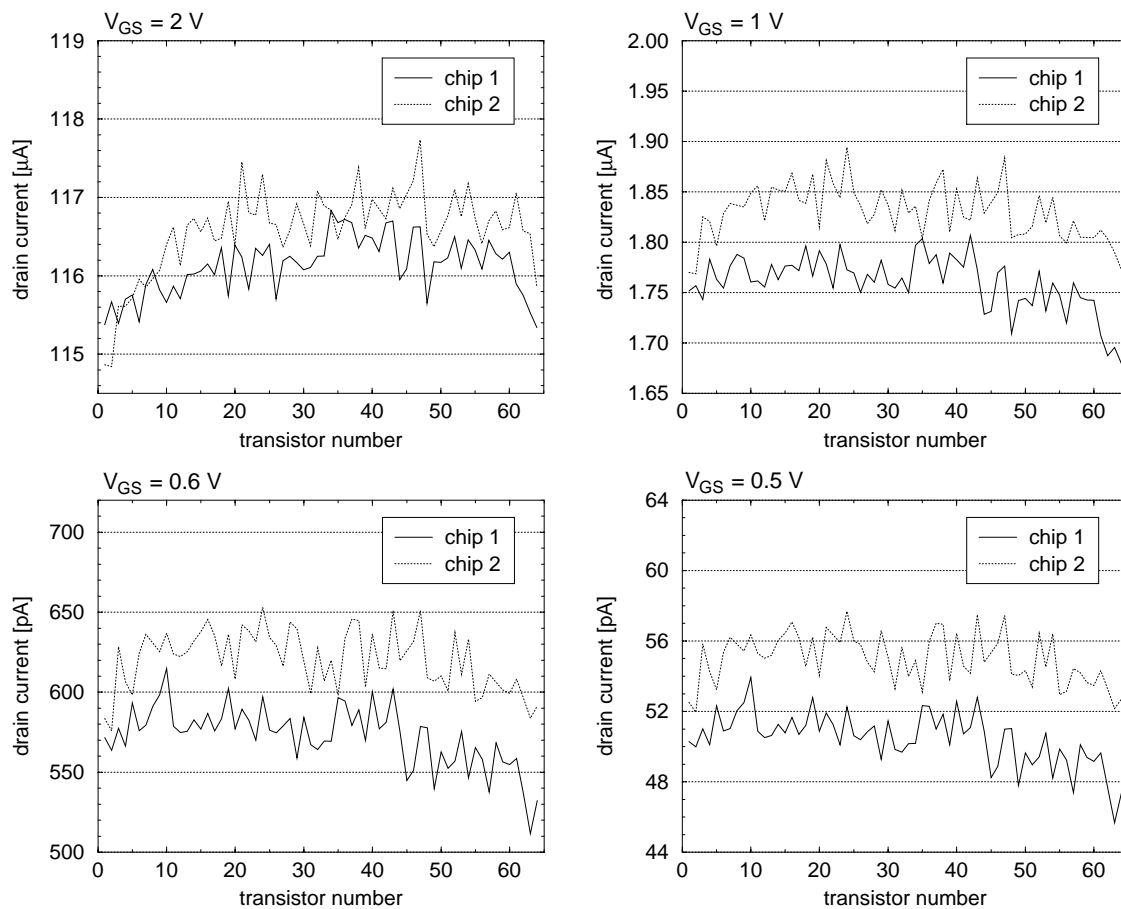 V_GS = 2 V
119
118
117
116
115
drain current [µA]
chip 1
chip 2
0 10 20 30 40 50 60
transistor number
V_GS = 1 V
2.00
1.95
1.90
1.85
1.80
1.75
1.70
1.65
drain current [µA]
chip 1
chip 2
0 10 20 30 40 50 60
transistor number
V_GS = 0.6 V
700
650
600
550
500
drain current [pA]
chip 1
chip 2
0 10 20 30 40 50 60
transistor number
V_GS = 0.5 V
64
60
56
52
48
44
drain current [pA]
chip 1
chip 2
0 10 20 30 40 50 60
transistor number